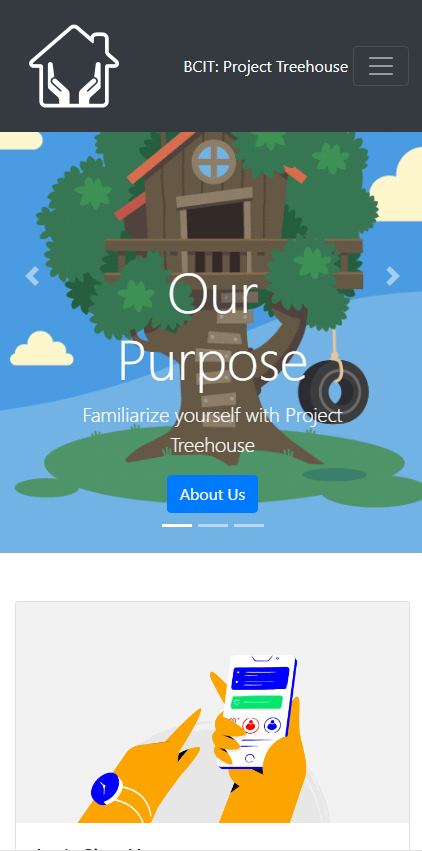 BCIT: Project Treehouse
Our
Purpose
Familiarize yourself with Project
Treehouse
About Us